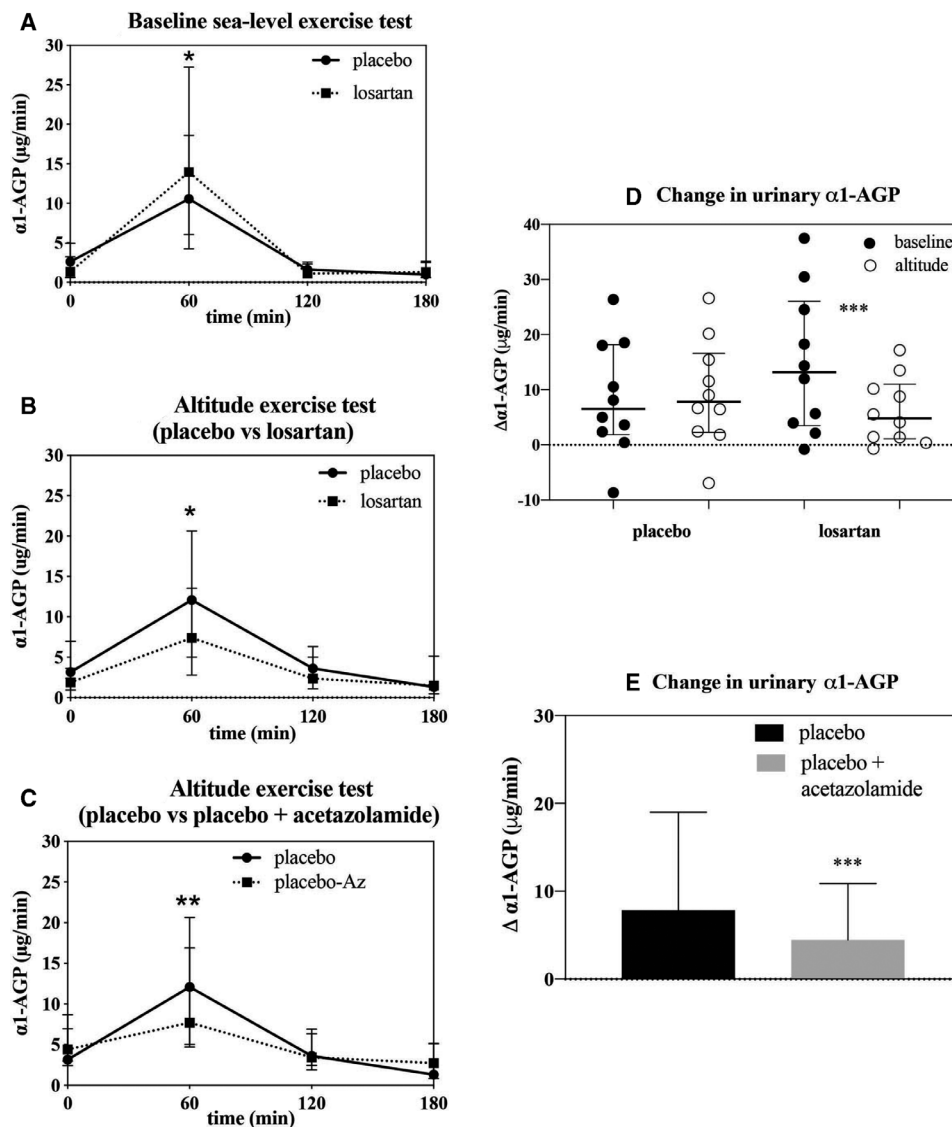 A
Baseline sea-level exercise test
30
25
20
15
10
5
0
α1-AGP (µg/min)
*
placebo
losartan
0 60 120 180
time (min)
B
Altitude exercise test
(placebo vs losartan)
30
25
20
15
10
5
0
α1-AGP (ug/min)
*
placebo
losartan
0 60 120 180
time (min)
C
Altitude exercise test
(placebo vs placebo + acetazolamide)
30
25
20
15
10
5
0
α1-AGP (µg/min)
**
placebo
placebo-Az
0 60 120 180
time (min)
D Change in urinary α1-AGP
40
30
20
10
0
-10
Δα1-AGP (µg/min)
baseline
altitude
***
placebo losartan
E Change in urinary α1-AGP
30
20
10
0
Δ α1-AGP (µg/min)
placebo
placebo +
acetazolamide
***